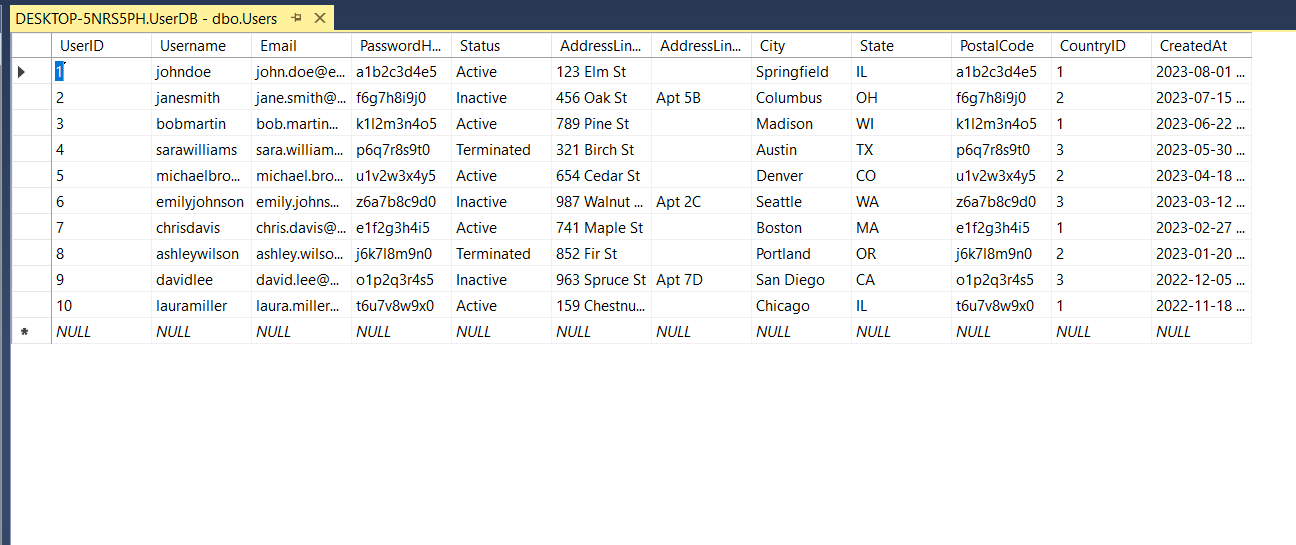 DESKTOP-5NRS5PH.UserDB - dbo.Users
UserID Username Email PasswordH... Status AddressLin... AddressLin... City State PostalCode CountryID CreatedAt
1 johndoe john.doe@e... a1b2c3d4e5 Active 123 Elm St Springfield IL a1b2c3d4e5 1 2023-08-01 ...
2 janesmith jane.smith@... f6g7h8i9j0 Inactive 456 Oak St Apt 5B Columbus OH f6g7h8i9j0 2 2023-07-15 ...
3 bobmartin bob.martin... k1l2m3n4o5 Active 789 Pine St Madison WI k1l2m3n4o5 1 2023-06-22 ...
4 sarawilliams sara.william... p6q7r8s9t0 Terminated 321 Birch St Austin TX p6q7r8s9t0 3 2023-05-30 ...
5 michaelbro... michael.bro... u1v2w3x4y5 Active 654 Cedar St Denver CO u1v2w3x4y5 2 2023-04-18 ...
6 emilyjohnson emily.johns... z6a7b8c9d0 Inactive 987 Walnut ... Apt 2C Seattle WA z6a7b8c9d0 3 2023-03-12 ...
7 chrisdavis chris.davis@... e1f2g3h4i5 Active 741 Maple St Boston MA e1f2g3h4i5 1 2023-02-27 ...
8 ashleywilson ashley.wilso... j6k7l8m9n0 Terminated 852 Fir St Portland OR j6k7l8m9n0 2 2023-01-20 ...
9 davidlee david.lee@... o1p2q3r4s5 Inactive 963 Spruce St Apt 7D San Diego CA o1p2q3r4s5 3 2022-12-05 ...
10 lauramiller laura.miller... t6u7v8w9x0 Active 159 Chestnu... Chicago IL t6u7v8w9x0 1 2022-11-18 ...
NULL NULL NULL NULL NULL NULL NULL NULL NULL NULL NULL NULL